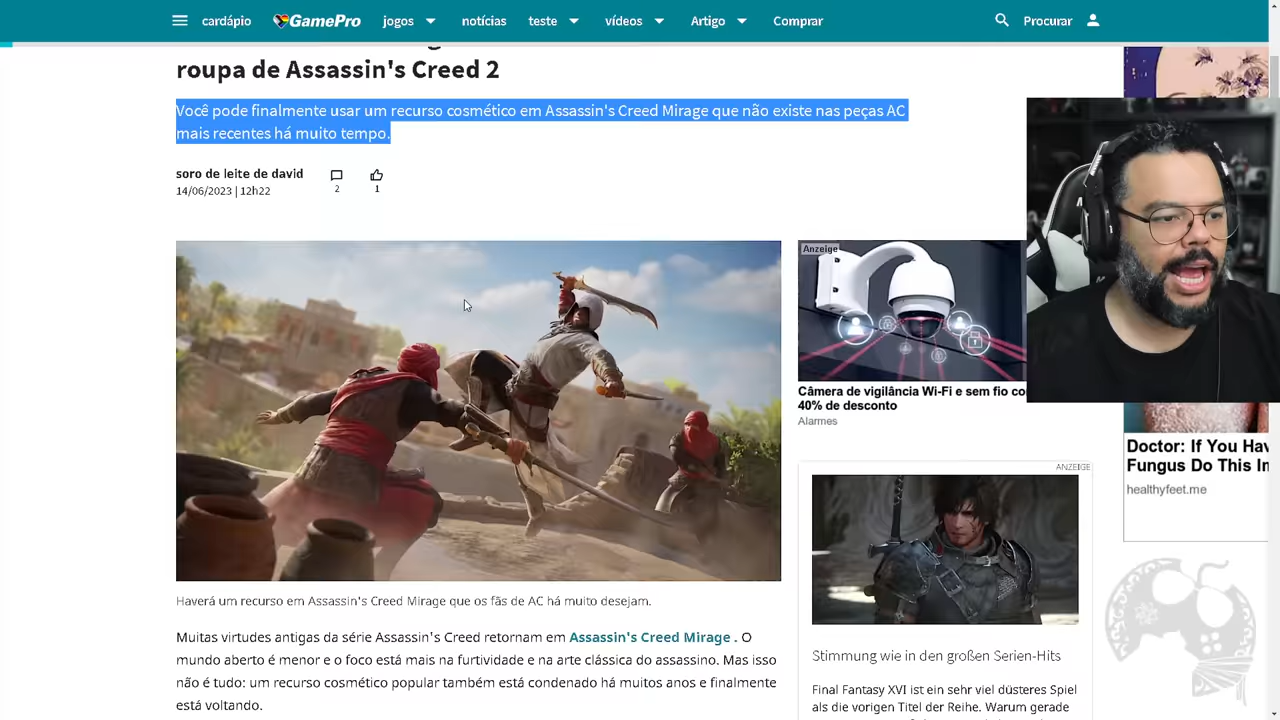 cardápio
GamePro
jogos
notícias
teste
vídeos
Artigo
Comprar
Procurar
roupa de Assassin's Creed 2
Você pode finalmente usar um recurso cosmético em Assassin's Creed Mirage que não existe nas peças AC
mais recentes há muito tempo.
soro de leite de david
14/06/2023 | 12h22
2
1
Anzeige
Câmera de vigilância Wi-Fi e sem fio
40% de desconto
Alarmes
Doctor: If You
Fungus Do This
healthyfeet.me
ANZEIGE
Haverá um recurso em Assassin's Creed Mirage que os fãs de AC há muito desejam.
Muitas virtudes antigas da série Assassin's Creed retornam em Assassin's Creed Mirage . O
mundo aberto é menor e o foco está mais na furtividade e na arte clássica do assassino. Mas isso
não é tudo: um recurso cosmético popular também está condenado há muitos anos e finalmente
está voltando.
Stimmung wie in den großen Serien-Hits
Final Fantasy XVI ist ein sehr viel düsteres Spiel
als die vorigen Titel der Reihe. Warum gerade